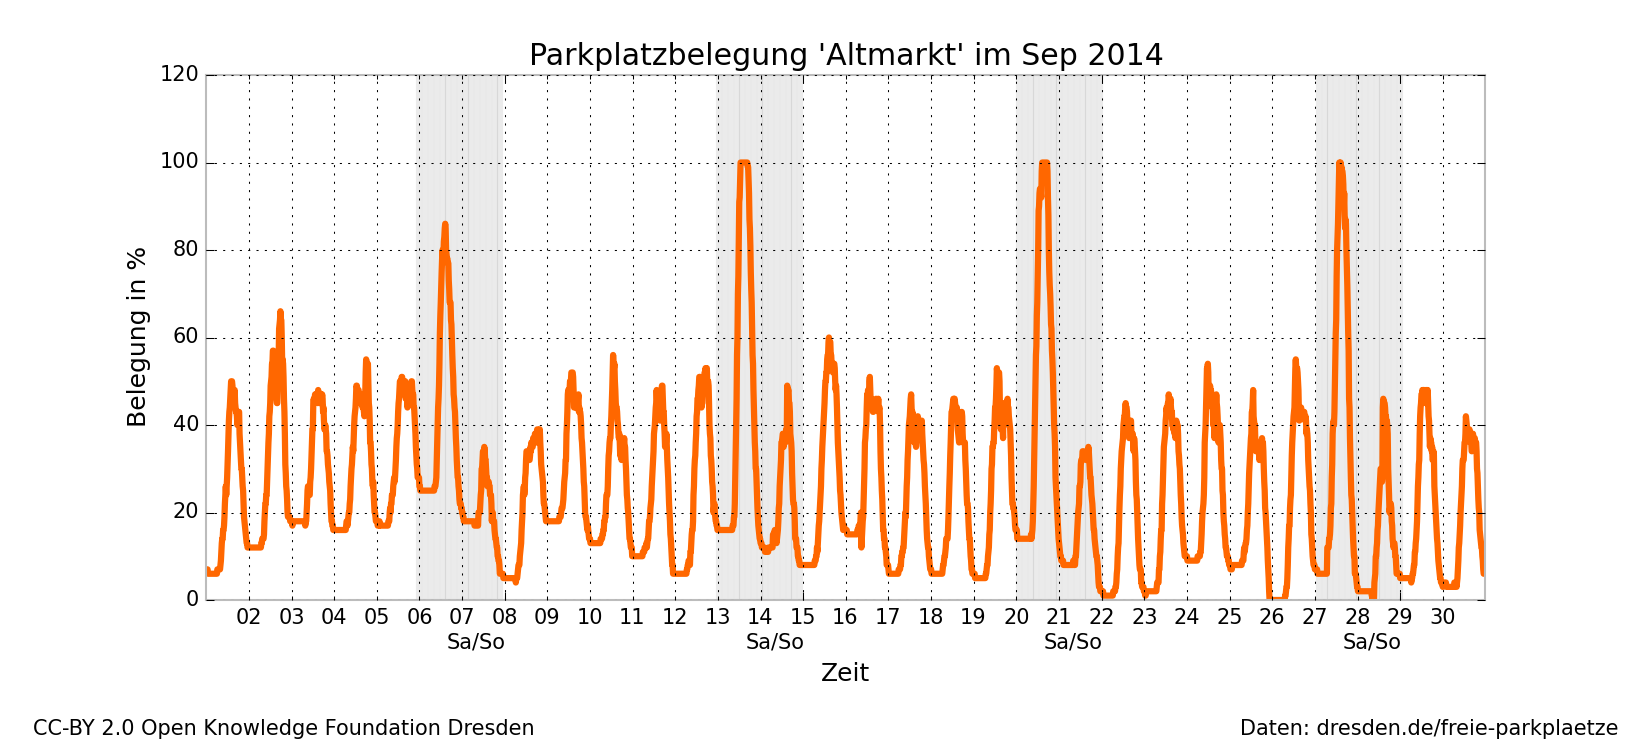 Parkplatzbelegung 'Altmarkt' im Sep 2014
120
100
80
60
40
20
0
Belegung in %
02 03 04 05 06 07 08 09 10 11 12 13 14 15 16 17 18 19 20 21 22 23 24 25 26 27 28 29 30
Sa/So Sa/So Sa/So Sa/So
Zeit
CC-BY 2.0 Open Knowledge Foundation Dresden
Daten: dresden.de/freie-parkplaetze